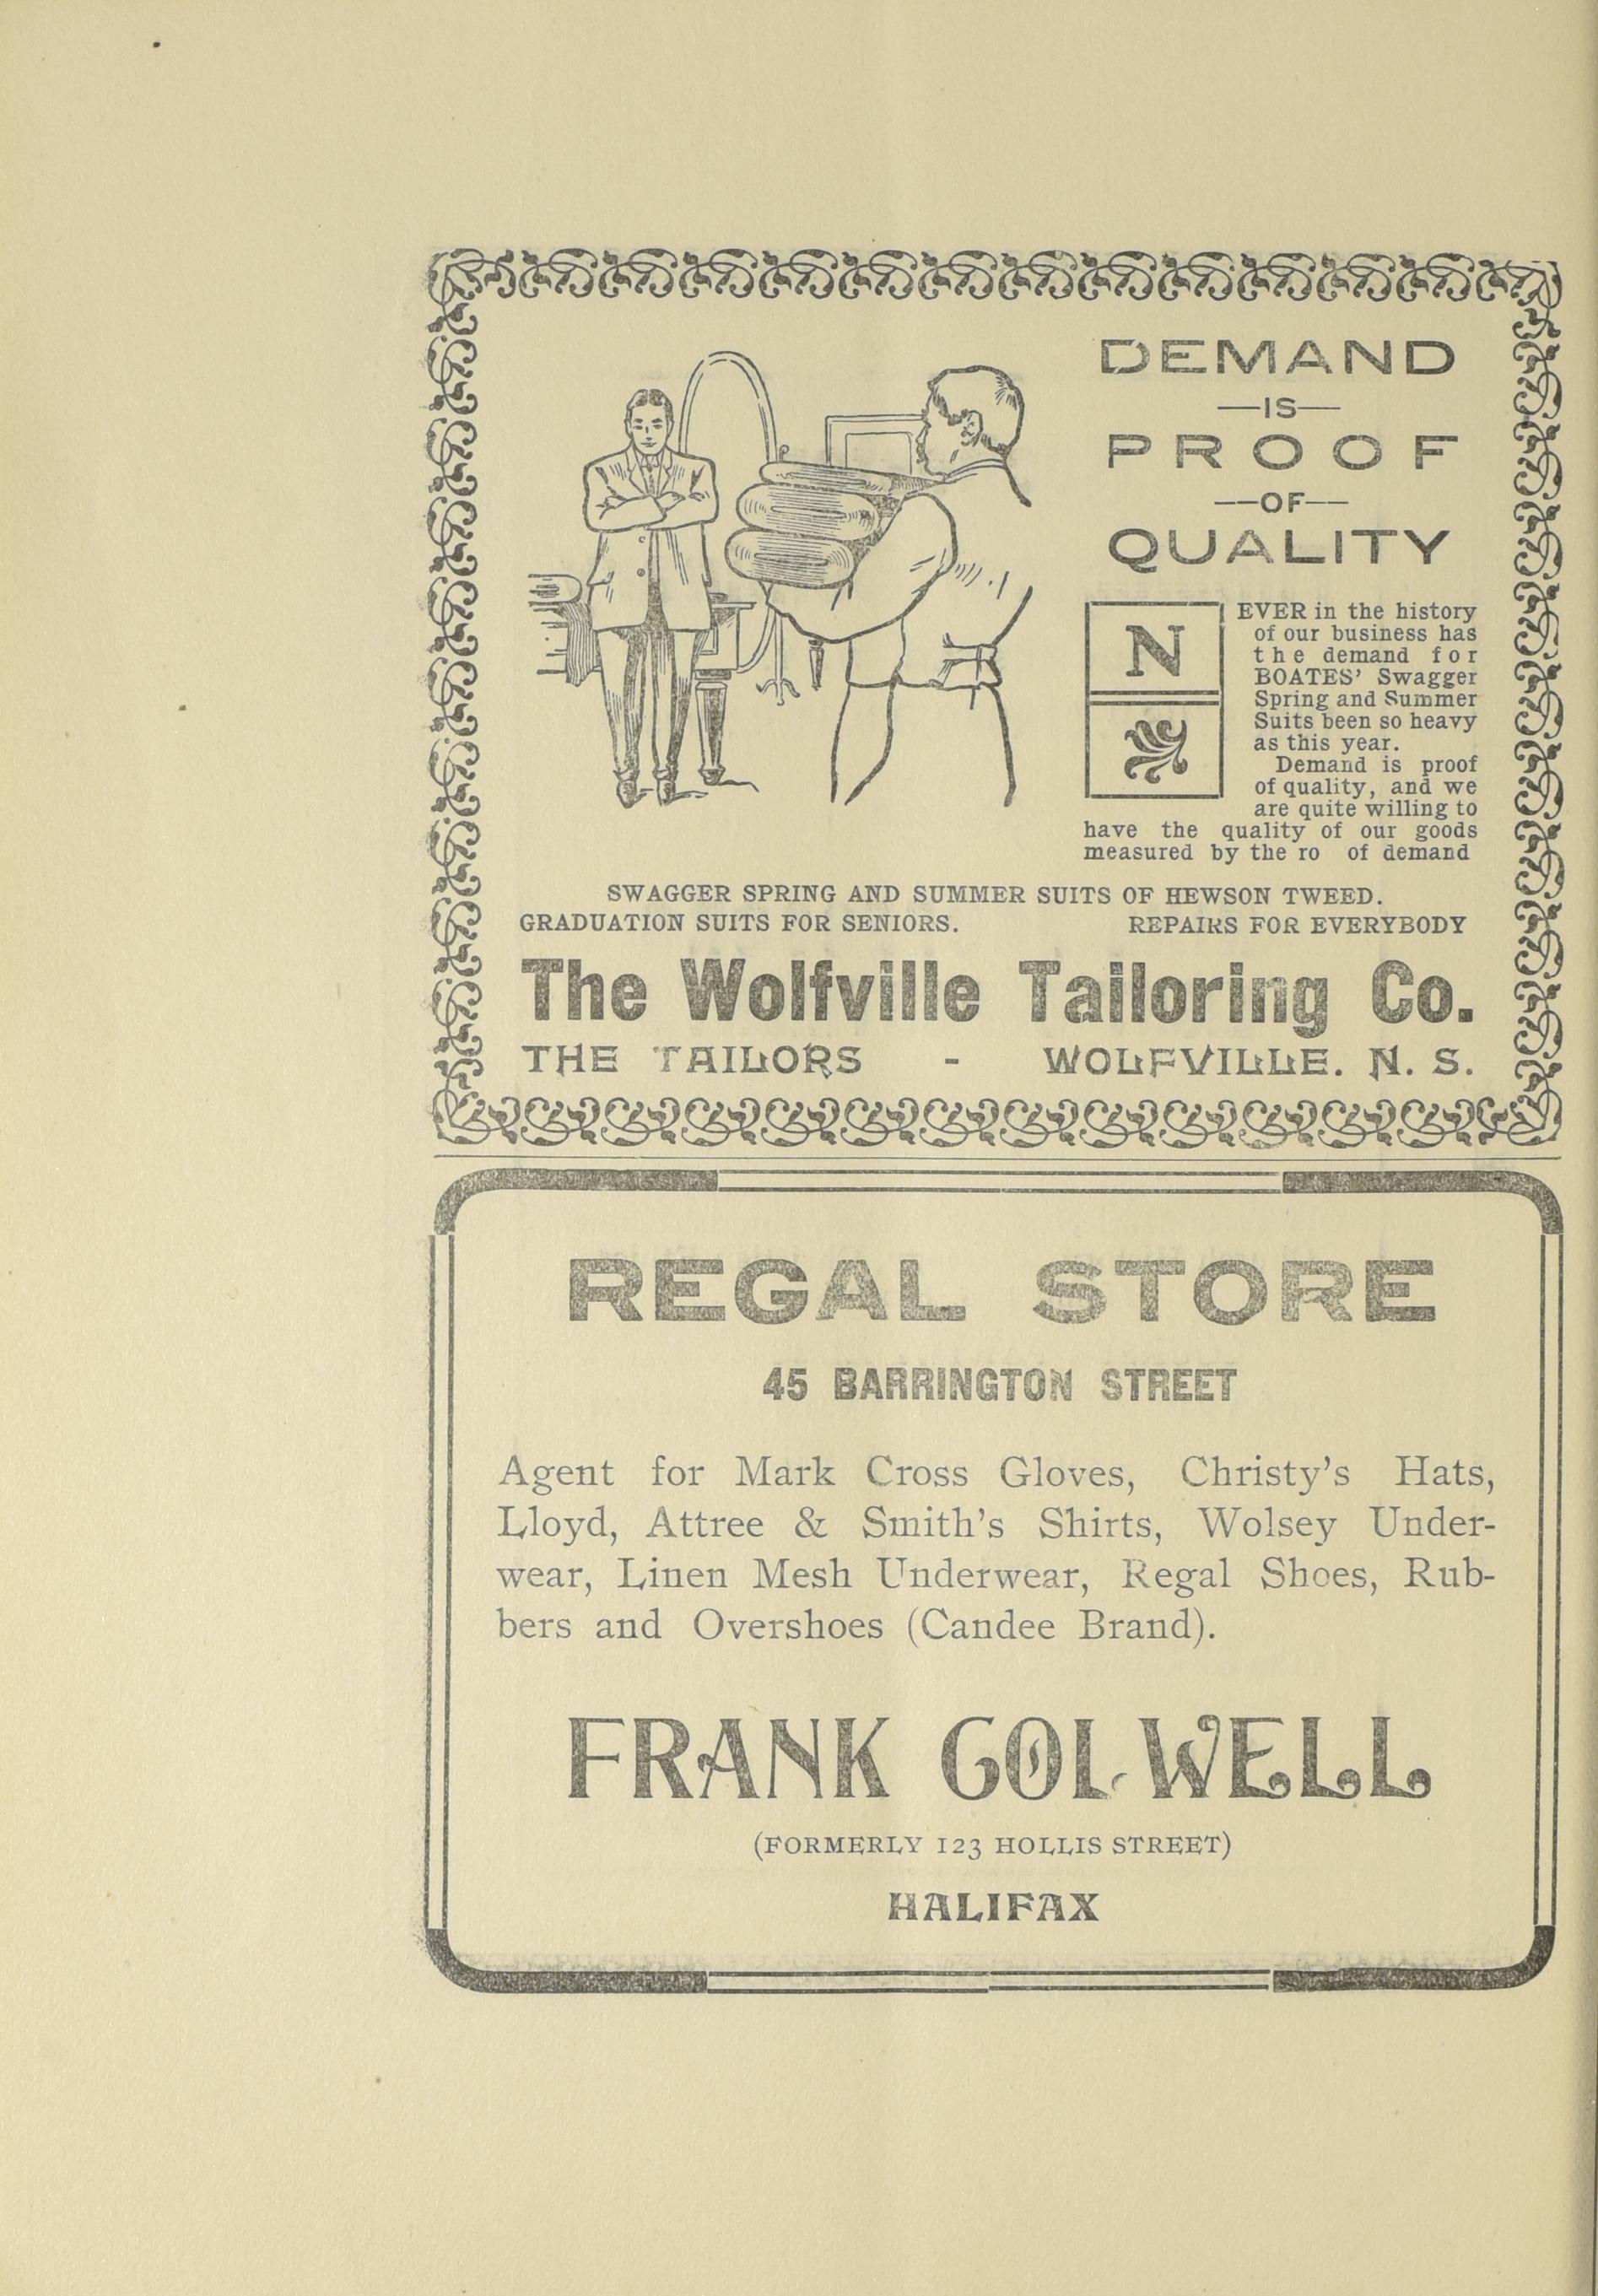 DEMAND
—IS—
PROOF
—OF—
QUALITY
NEVER in the history
of our business has
the demand for
BOATES' Swagger
Spring and Summer
Suits been so heavy
as this year.
Demand is proof
of quality, and we
are quite willing to
have the quality of our goods
measured by the ro of demand
SWAGGER SPRING AND SUMMER SUITS OF HEWSON TWEED.
GRADUATION SUITS FOR SENIORS. REPAIRS FOR EVERYBODY
The Wolfville Tailoring Co.
THE TAILORS - WOLFVILLE. N. S.
REGAL STORE
45 BARRINGTON STREET
Agent for Mark Cross Gloves, Christy's Hats,
Lloyd, Attree & Smith's Shirts, Wolsey Under-
wear, Linen Mesh Underwear, Regal Shoes, Rub-
bers and Overshoes (Candee Brand).
FRANK COLWELL
(FORMERLY 123 HOLLIS STREET)
HALIFAX